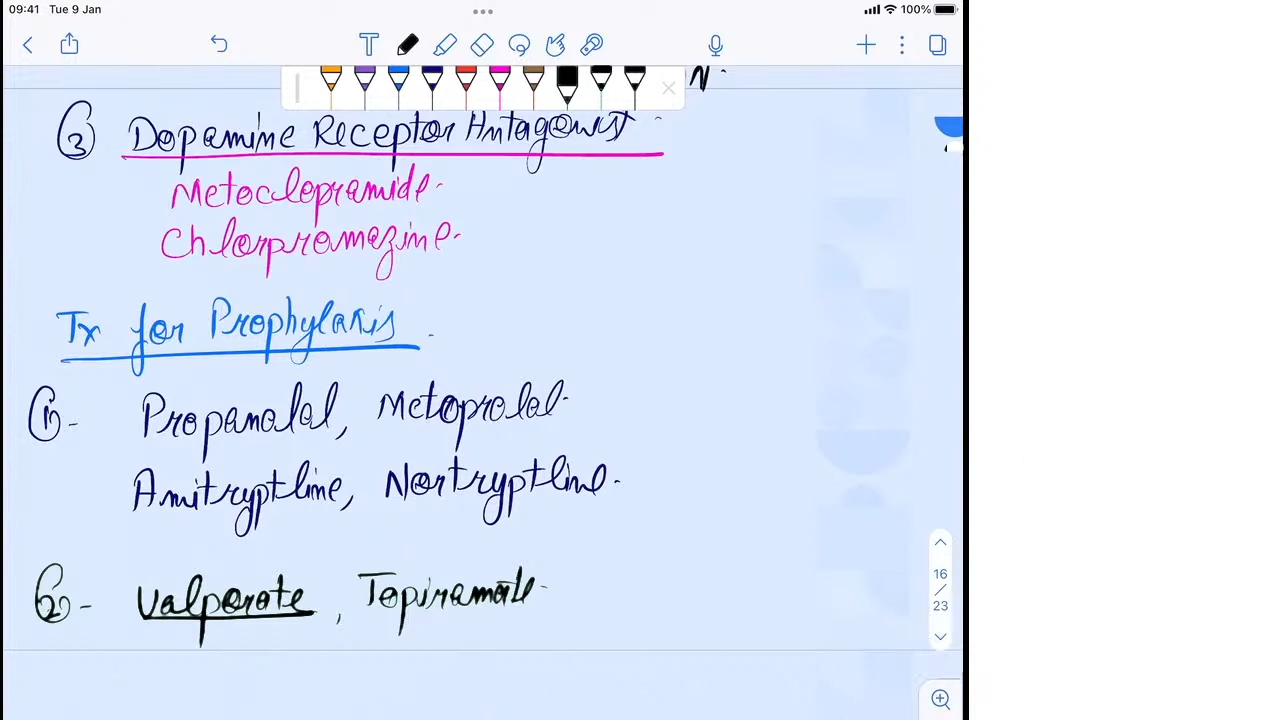 09:41 Tue 9 Jan 100%
③ Dopamine Receptor Antagonist
Metoclopramide.
Chlorpromazine.
Tx for Prophylaxis.
①- Propanolol, Metoprolol.
Amitryptline, Nortryptline.
②- Valporate, Topiramate.
16
/
23